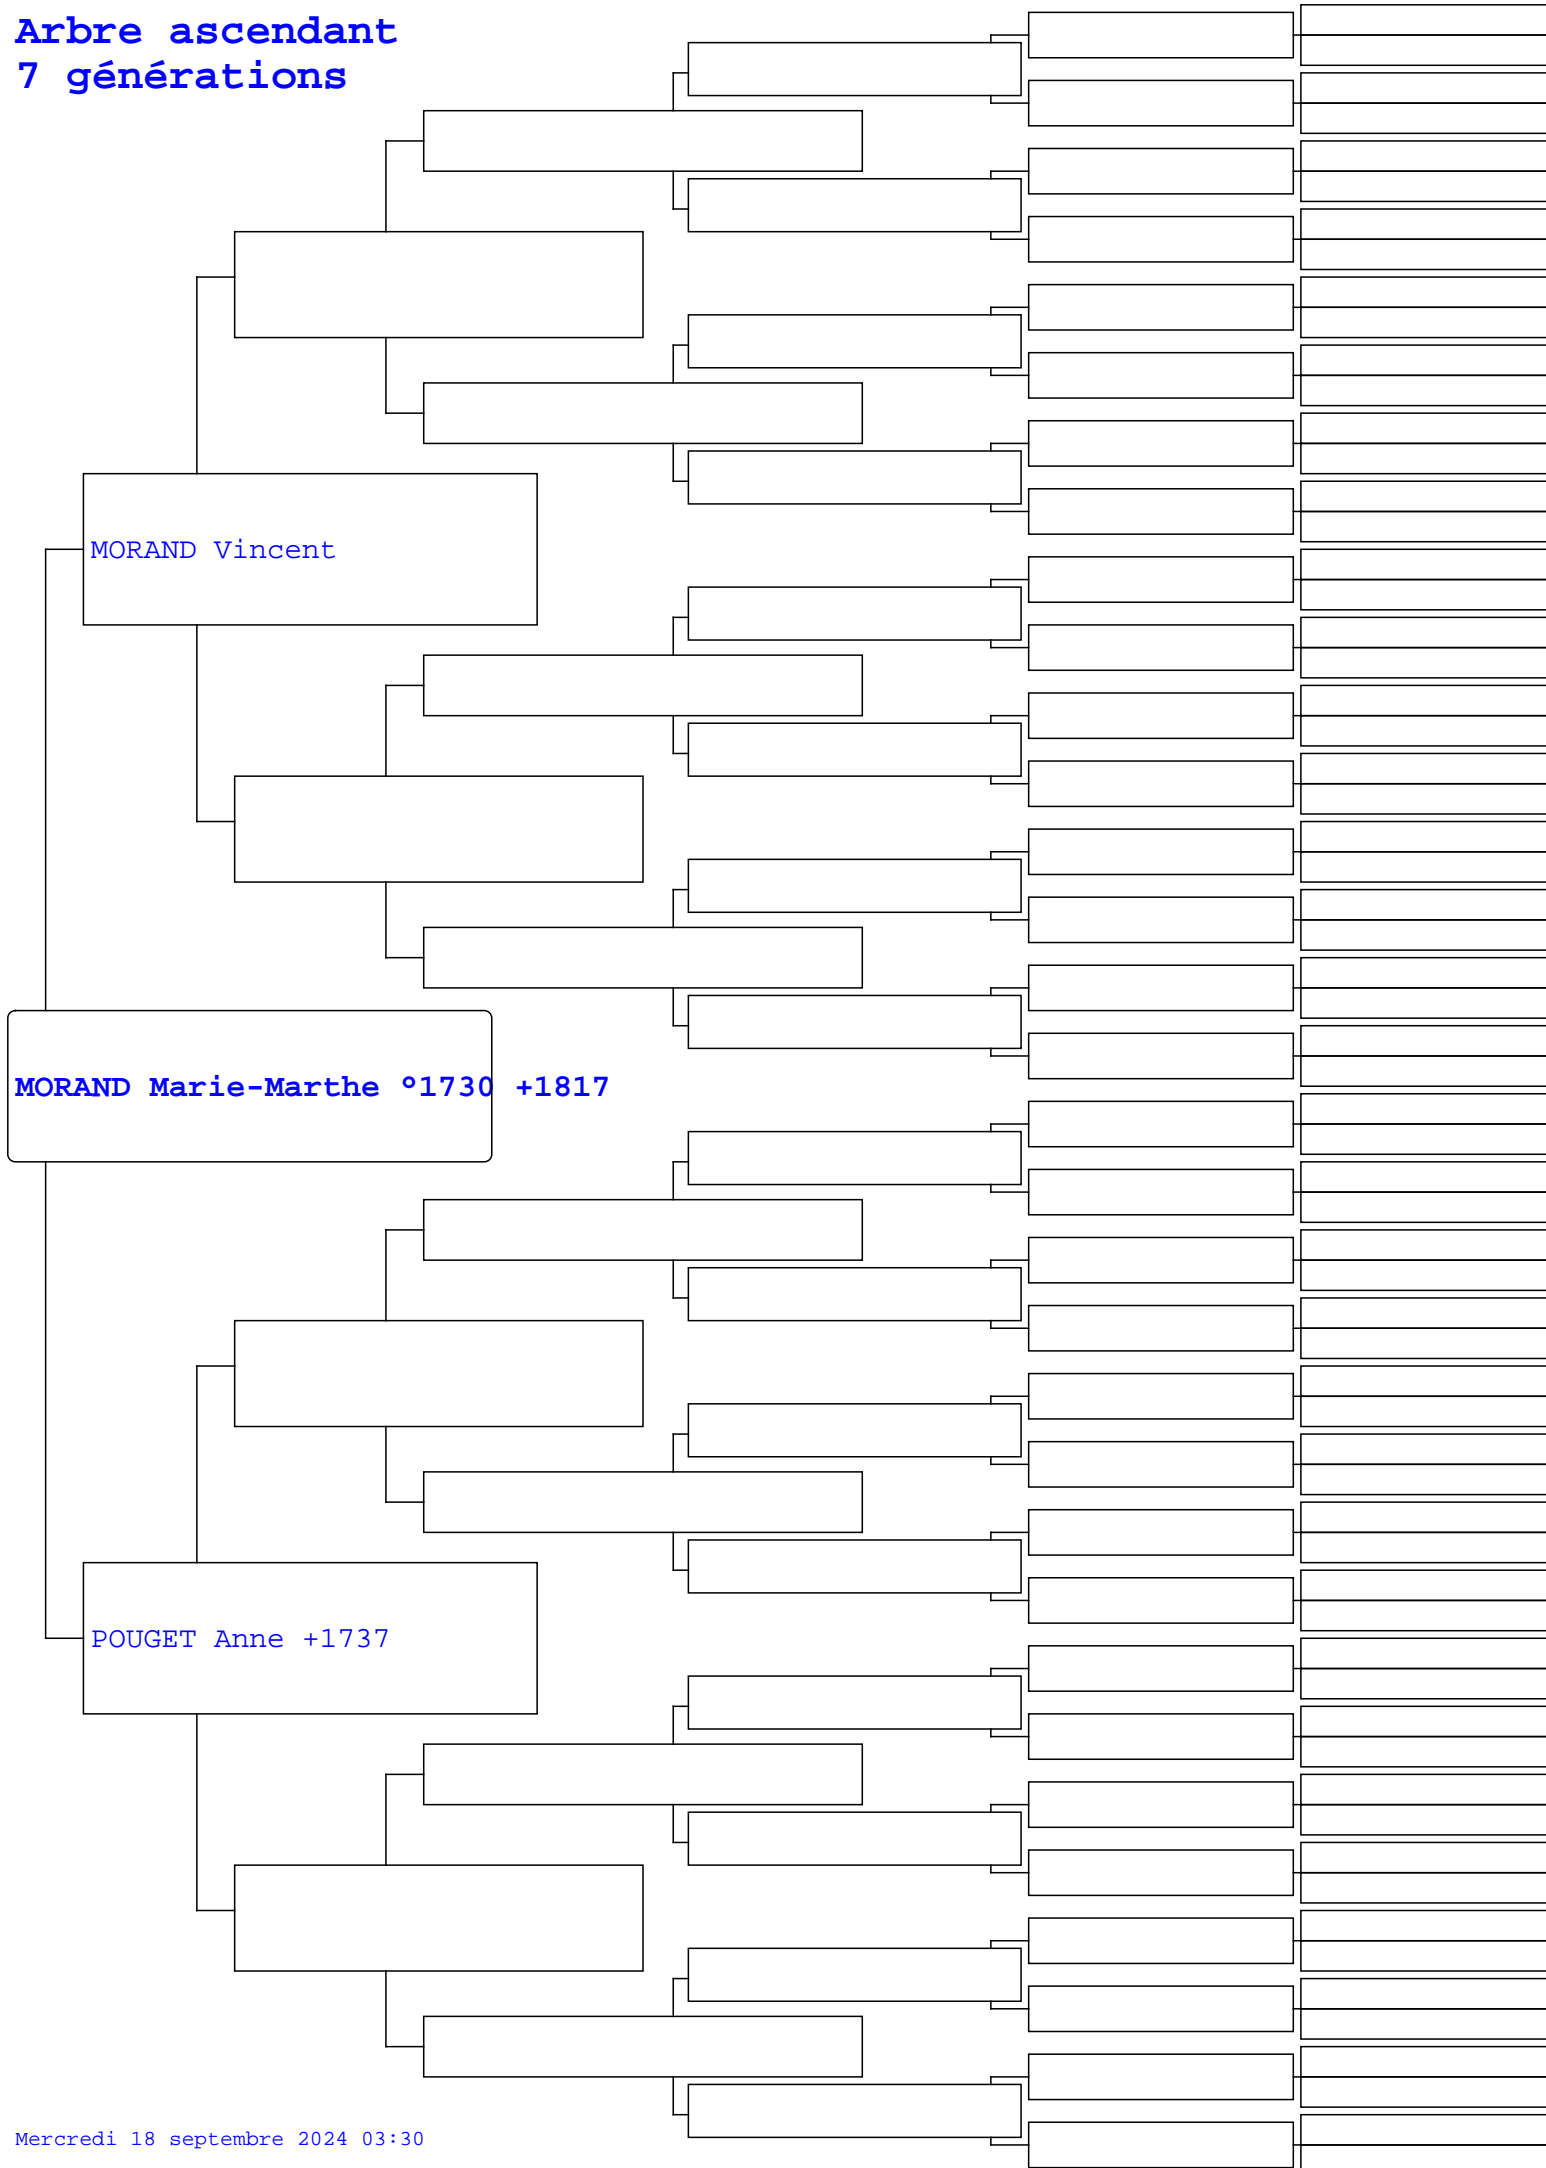 Arbre ascendant
7 générations
MORAND Vincent
MORAND Marie-Marthe °1730 +1817
POUGET Anne +1737
Mercredi 18 septembre 2024 03:30